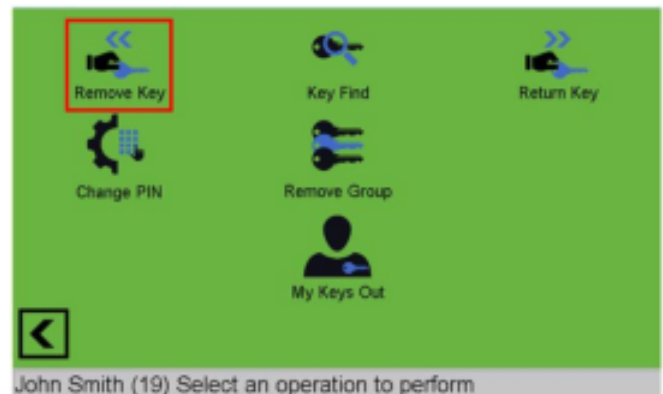 Remove Key
Key Find
Return Key
Change PIN
Remove Group
My Keys Out
John Smith (19) Select an operation to perform